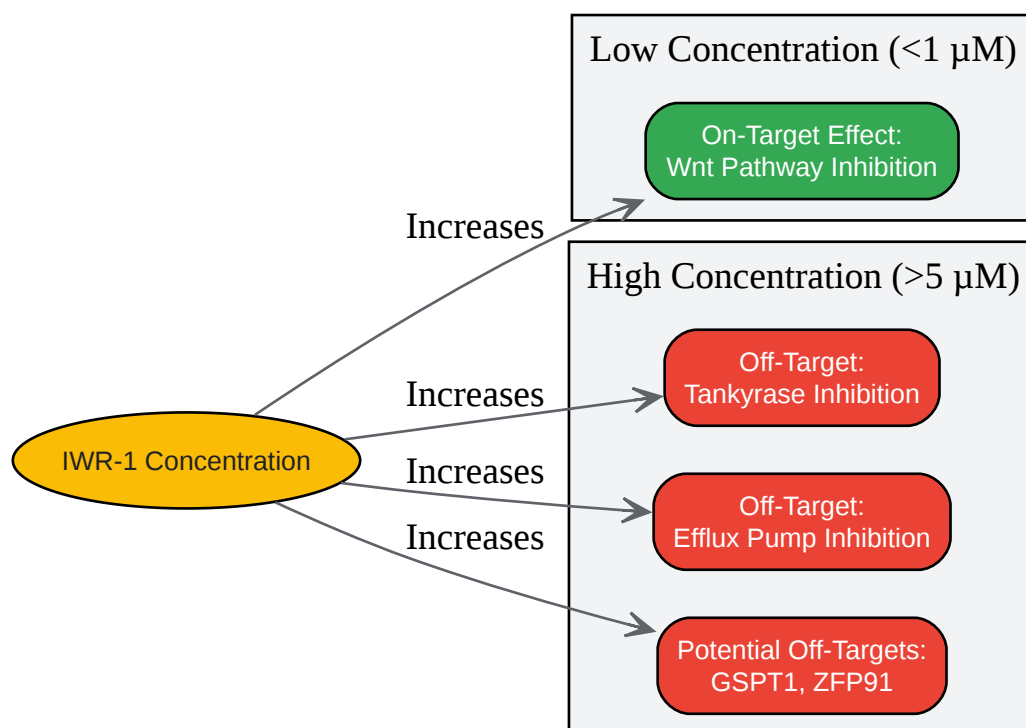 Low Concentration (<1 µM)
On-Target Effect:
Wnt Pathway Inhibition
Increases
High Concentration (>5 µM)
Off-Target:
Tankyrase Inhibition
Increases
IWR-1 Concentration
Increases
Off-Target:
Efflux Pump Inhibition
Increases
Potential Off-Targets:
GSPT1, ZFP91